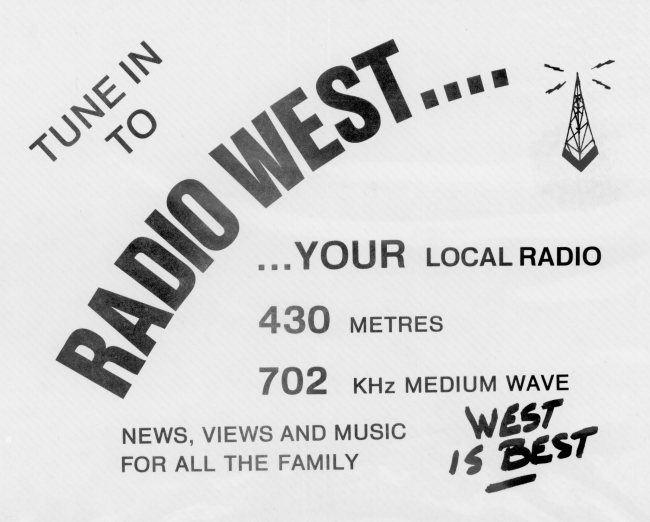 TUNE IN
TO
RADIO WEST....
...YOUR LOCAL RADIO
430 METRES
702 KHz MEDIUM WAVE
NEWS, VIEWS AND MUSIC
FOR ALL THE FAMILY
WEST
IS BEST